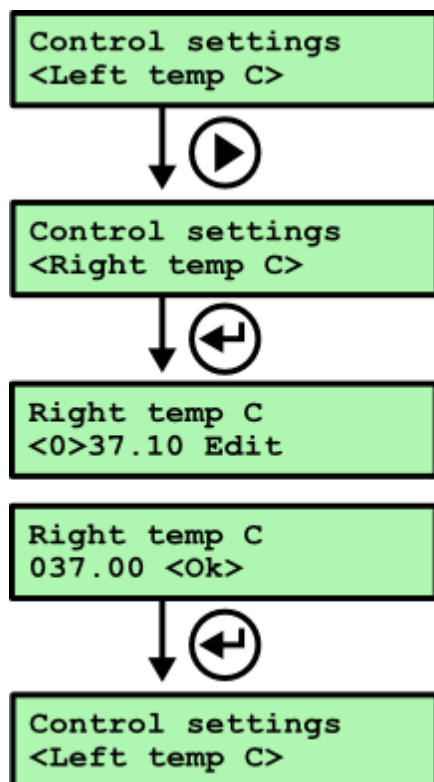 Control settings
<Left temp C>
Control settings
<Right temp C>
Right temp C
<0>37.10 Edit
Right temp C
037.00 <Ok>
Control settings
<Left temp C>